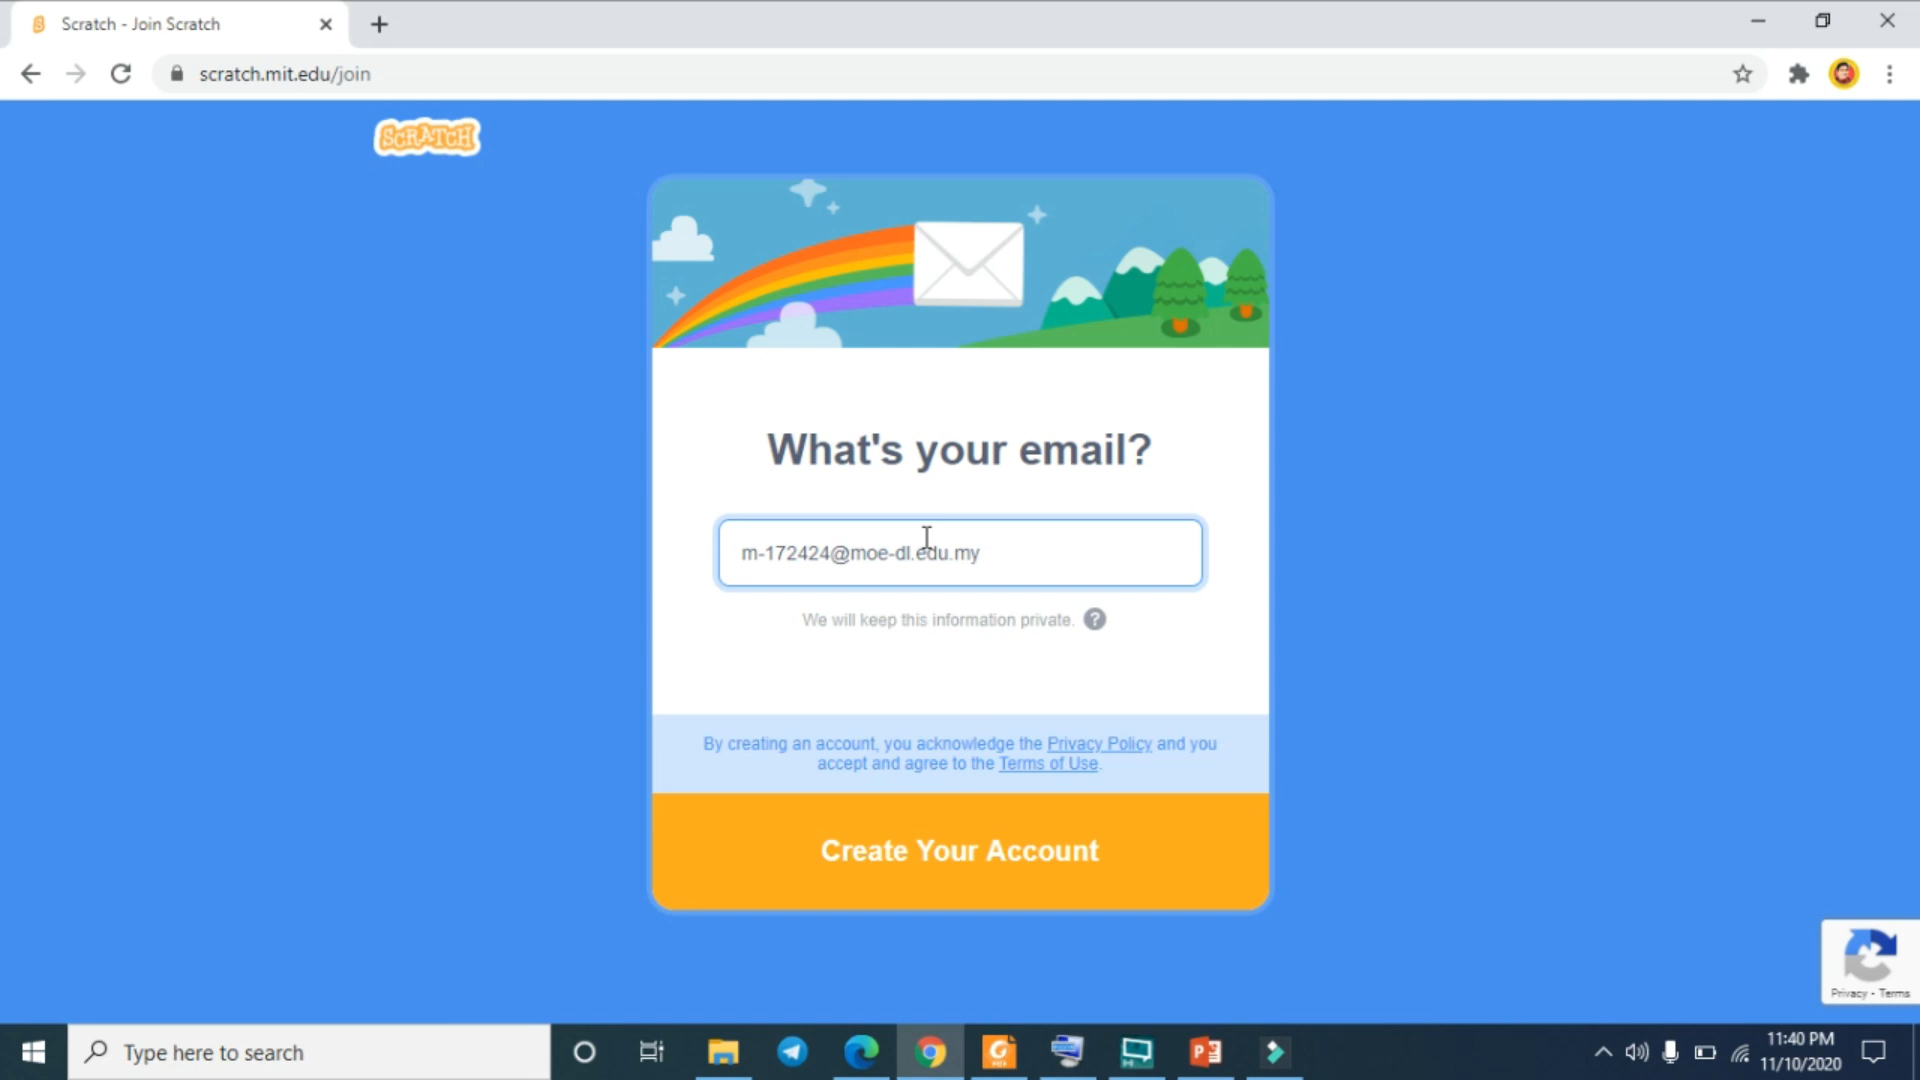 Scratch - Join Scratch
scratch.mit.edu/join
SCRATCH
What's your email?
m-172424@moe-dl.edu.my
We will keep this information private. ?
By creating an account, you acknowledge the Privacy Policy and you
accept and agree to the Terms of Use.
Create Your Account
Privacy - Terms
Type here to search
11:40 PM
11/10/2020